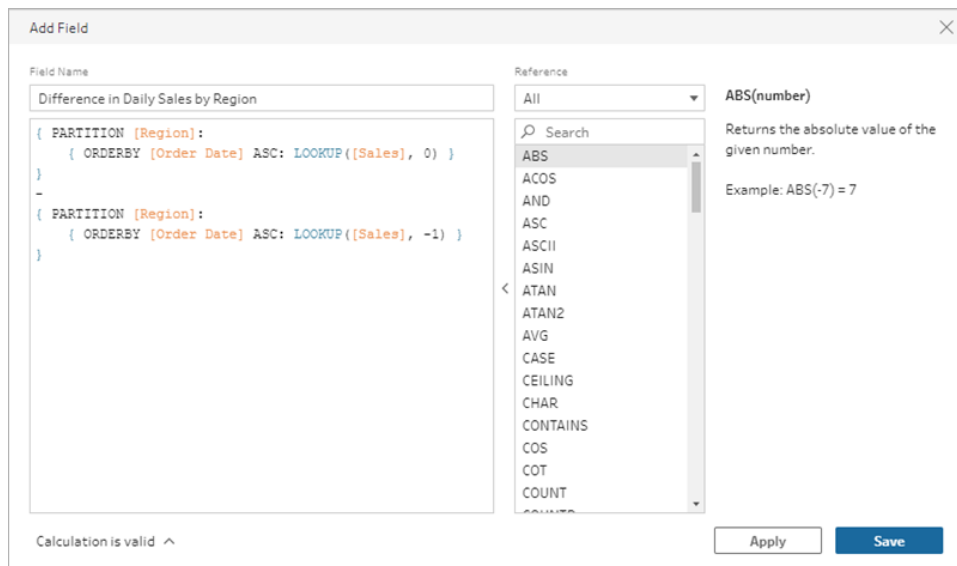 Add Field
Field Name
Difference in Daily Sales by Region
{ PARTITION [Region]:
{ ORDERBY [Order Date] ASC: LOOKUP([Sales], 0) }
}
-
{ PARTITION [Region]:
{ ORDERBY [Order Date] ASC: LOOKUP([Sales], -1) }
}
Reference
All
Search
ABS
ACOS
AND
ASC
ASCII
ASIN
ATAN
ATAN2
AVG
CASE
CEILING
CHAR
CONTAINS
COS
COT
COUNT
ABS(number)
Returns the absolute value of the
given number.
Example: ABS(-7) = 7
Calculation is valid
Apply
Save